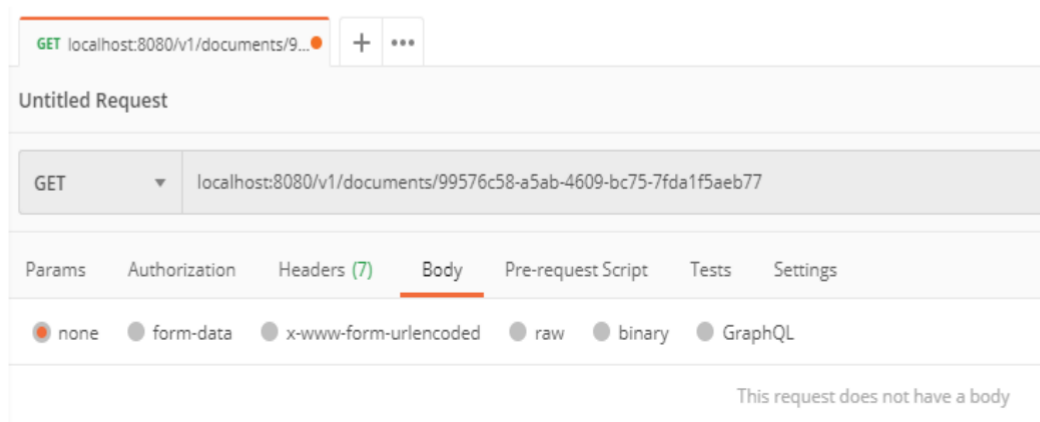 GET localhost:8080/v1/documents/9... + •••
Untitled Request
GET localhost:8080/v1/documents/99576c58-a5ab-4609-bc75-7fda1f5aeb77
Params Authorization Headers (7) Body Pre-request Script Tests Settings
none form-data x-www-form-urlencoded raw binary GraphQL
This request does not have a body